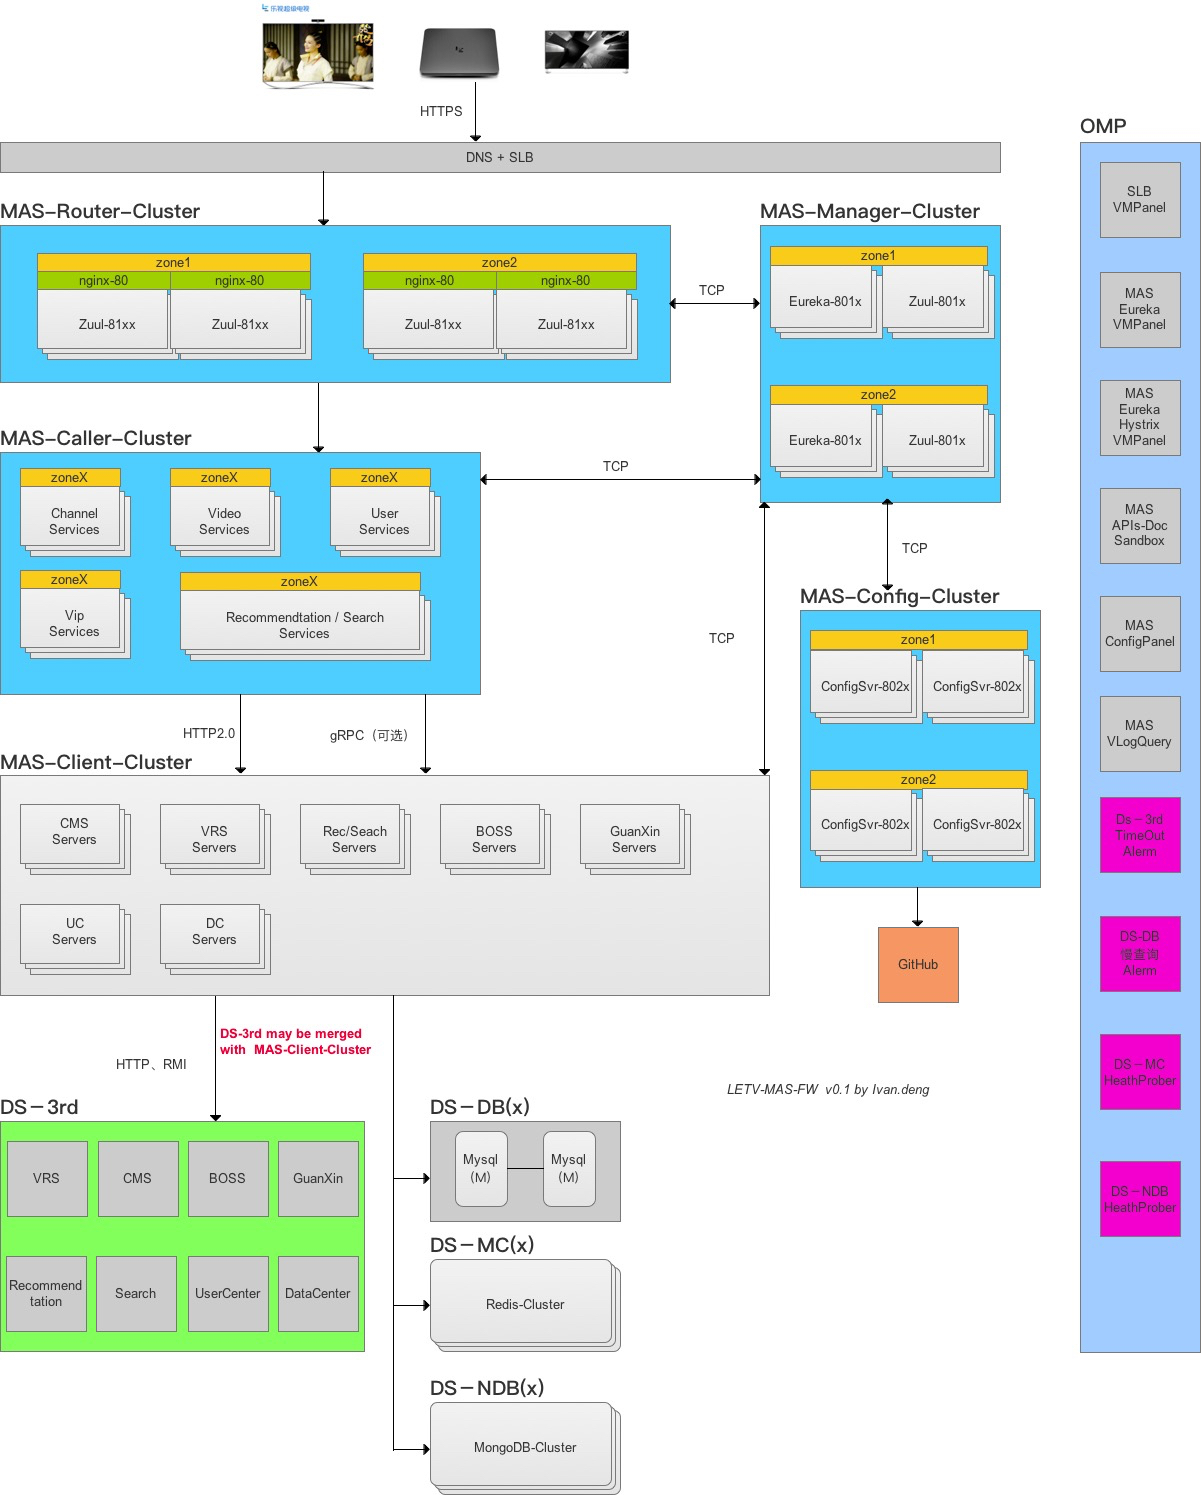 乐视超级电视
HTTPS
DNS + SLB
MAS-Router-Cluster
zone1
nginx-80
nginx-80
Zuul-81xx
Zuul-81xx
zone2
nginx-80
nginx-80
Zuul-81xx
Zuul-81xx
TCP
MAS-Manager-Cluster
zone1
Eureka-801x
Zuul-801x
zone2
Eureka-801x
Zuul-801x
MAS-Caller-Cluster
zoneX
Channel
Services
zoneX
Video
Services
zoneX
User
Services
zoneX
Vip
Services
zoneX
Recommendtation / Search
Services
TCP
TCP
TCP
MAS-Config-Cluster
zone1
ConfigSvr-802x
ConfigSvr-802x
zone2
ConfigSvr-802x
ConfigSvr-802x
GitHub
HTTP2.0
gRPC（可选）
MAS-Client-Cluster
CMS
Servers
VRS
Servers
Rec/Seach
Servers
BOSS
Servers
GuanXin
Servers
UC
Servers
DC
Servers
DS-3rd may be merged
with MAS-Client-Cluster
HTTP、RMI
LETV-MAS-FW v0.1 by Ivan.deng
DS－3rd
VRS
CMS
BOSS
GuanXin
Recommend
tation
Search
UserCenter
DataCenter
DS－DB(x)
Mysql
（M）
Mysql
（M）
DS－MC(x)
Redis-Cluster
DS－NDB(x)
MongoDB-Cluster
OMP
SLB
VMPanel
MAS
Eureka
VMPanel
MAS
Eureka
Hystrix
VMPanel
MAS
APIs-Doc
Sandbox
MAS
ConfigPanel
MAS
VLogQuery
Ds－3rd
TimeOut
Alerm
DS-DB
慢查询
Alerm
DS－MC
HeathProber
DS－NDB
HeathProber